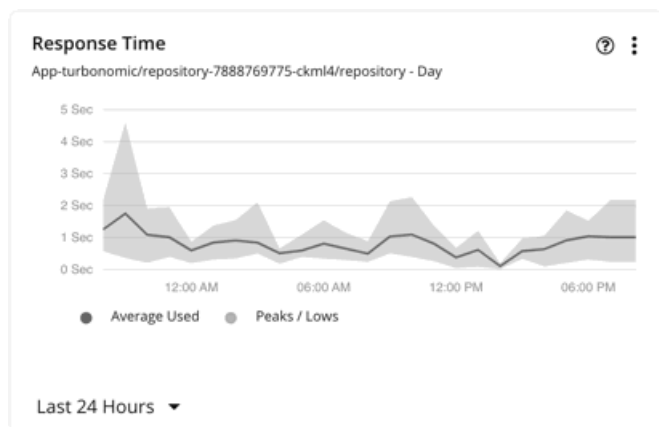 Response Time
App-turbonomic/repository-7888769775-ckml4/repository - Day
5 Sec
4 Sec
3 Sec
2 Sec
1 Sec
0 Sec
12:00 AM 06:00 AM 12:00 PM 06:00 PM
Average Used Peaks / Lows
Last 24 Hours